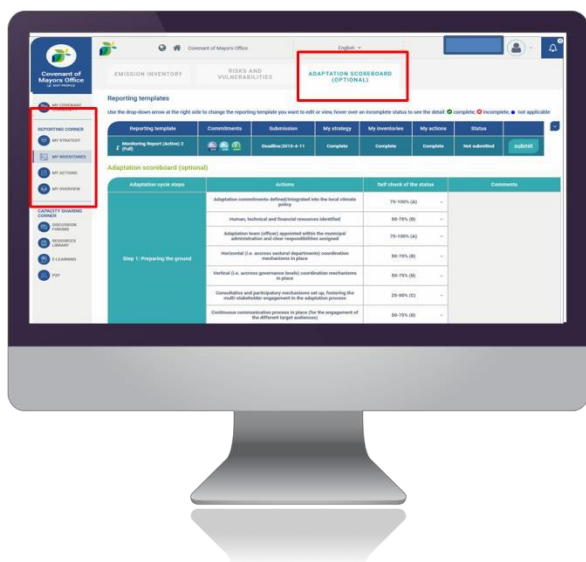 Covenant of Mayors Office
English
Covenant of
Mayors Office
EMISSION INVENTORY
RISKS AND
VULNERABILITIES
ADAPTATION SCOREBOARD
(OPTIONAL)
MY COVENANT
REPORTING CORNER
MY STRATEGY
MY INVENTORIES
MY ACTIONS
MY OVERVIEW
CAPACITY SHARING
CORNER
DISCUSSION
FORUMS
RESOURCES
LIBRARY
E-LEARNING
P2P
Reporting templates
Use the drop-down arrow at the right side to change the reporting template you want to edit or view, hover over an incomplete status to see the detail: complete, incomplete, not applicable
Reporting template Commitments Submission My strategy My inventories My actions Status
Monitoring Report (Active) 2
(Full) Complete Complete Complete Not submitted submit
Adaptation scoreboard (optional)
Adaptation cycle steps Actions Self check of the status Comments
Step 1: Preparing the ground
Adaptation commitments defined/integrated into the local climate
policy 75-100% (A)
Human, technical and financial resources identified 50-75% (B)
Adaptation team (officer) appointed within the municipal
administration and clear responsibilities assigned 75-100% (A)
Horizontal (i.e. accross sectoral departments) coordination
mechanisms in place 50-75% (B)
Vertical (i.e. accross governance levels) coordination mechanisms
in place 50-75% (B)
Consultative and participatory mechanisms set up, fostering the
multi-stakeholder engagement in the adaptation process
Continuous communication process in place (for the engagement of
the different target audiences) 50-75% (B)